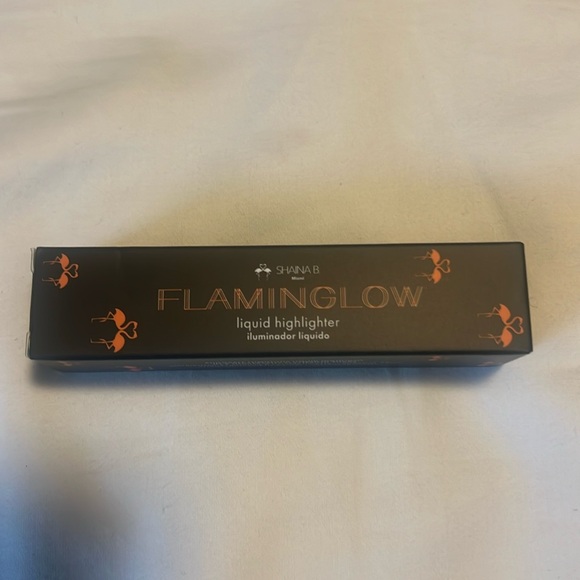 SHAINA B.
Miami
FLAMINGLOW
liquid highlighter
iluminador liquido